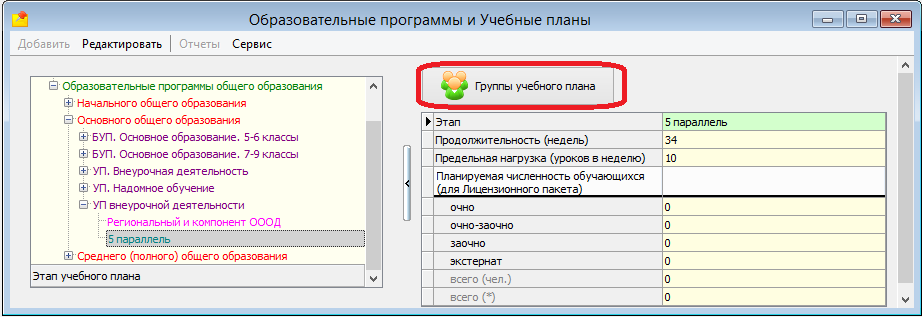 Образовательные программы и Учебные планы
Добавить Редактировать Отчеты Сервис
Образовательные программы общего образования
Начального общего образования
Основного общего образования
БУП. Основное образование. 5-6 классы
БУП. Основное образование. 7-9 классы
УП. Внеурочная деятельность
УП. Надомное обучение
УП внеурочной деятельности
Региональный и компонент ОООД
5 параллель
Среднего (полного) общего образования
Этап учебного плана
Группы учебного плана
Этап 5 параллель
Продолжительность (недель) 34
Предельная нагрузка (уроков в неделю) 10
Планируемая численность обучающихся
(для Лицензионного пакета)
очно 0
очно-заочно 0
заочно 0
экстернат 0
всего (чел.) 0
всего (*) 0